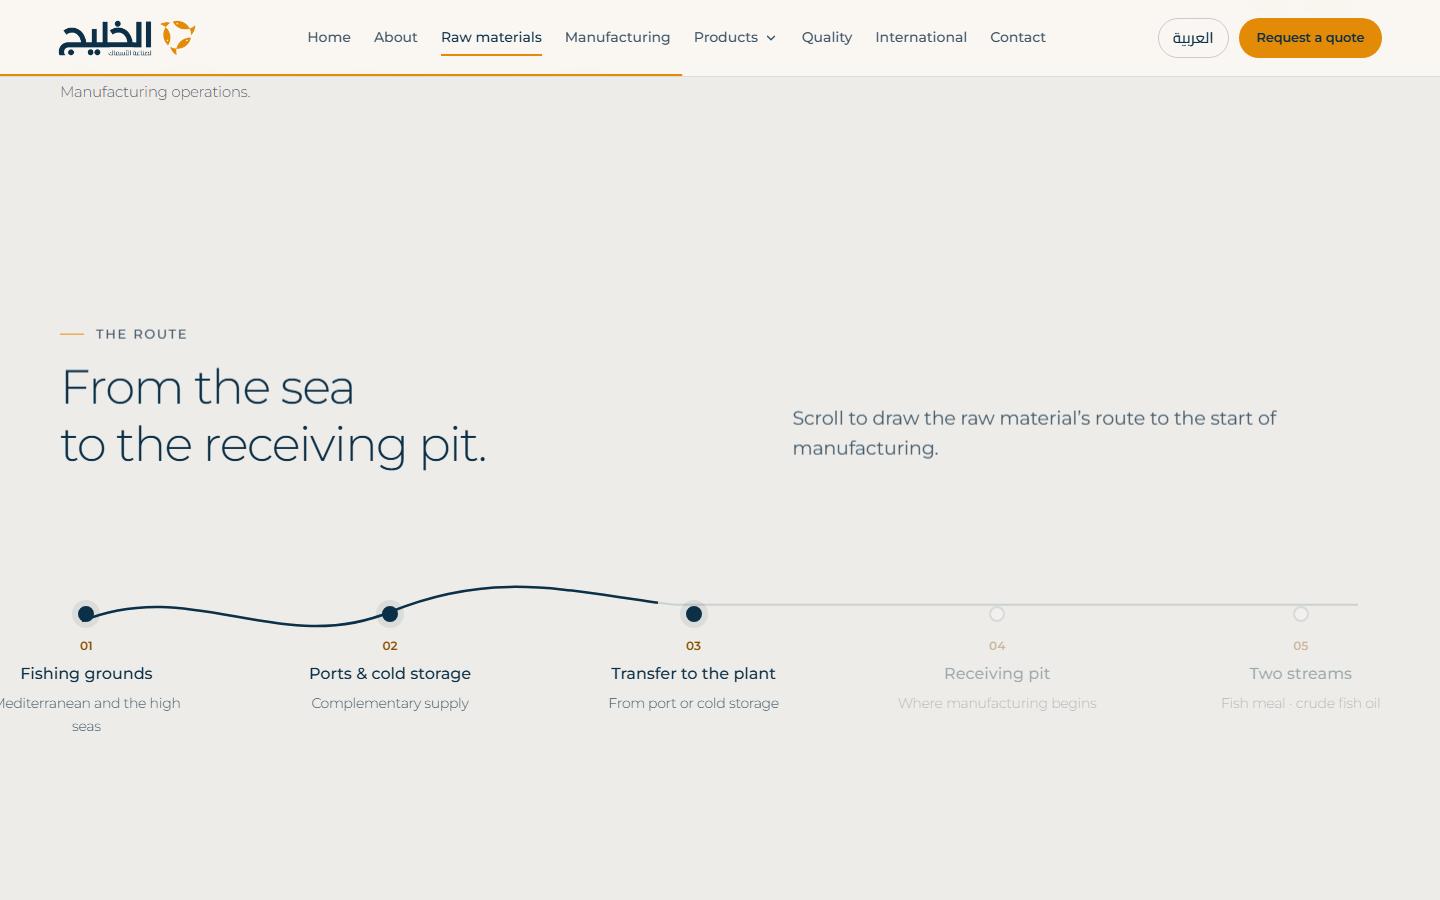 الخليج
لصناعة الأسماك
Home
About
Raw materials
Manufacturing
Products
Quality
International
Contact
العربية
Request a quote
Manufacturing operations.
THE ROUTE
From the sea
to the receiving pit.
Scroll to draw the raw material’s route to the start of
manufacturing.
01
Fishing grounds
Mediterranean and the high
seas
02
Ports & cold storage
Complementary supply
03
Transfer to the plant
From port or cold storage
04
Receiving pit
Where manufacturing begins
05
Two streams
Fish meal · crude fish oil